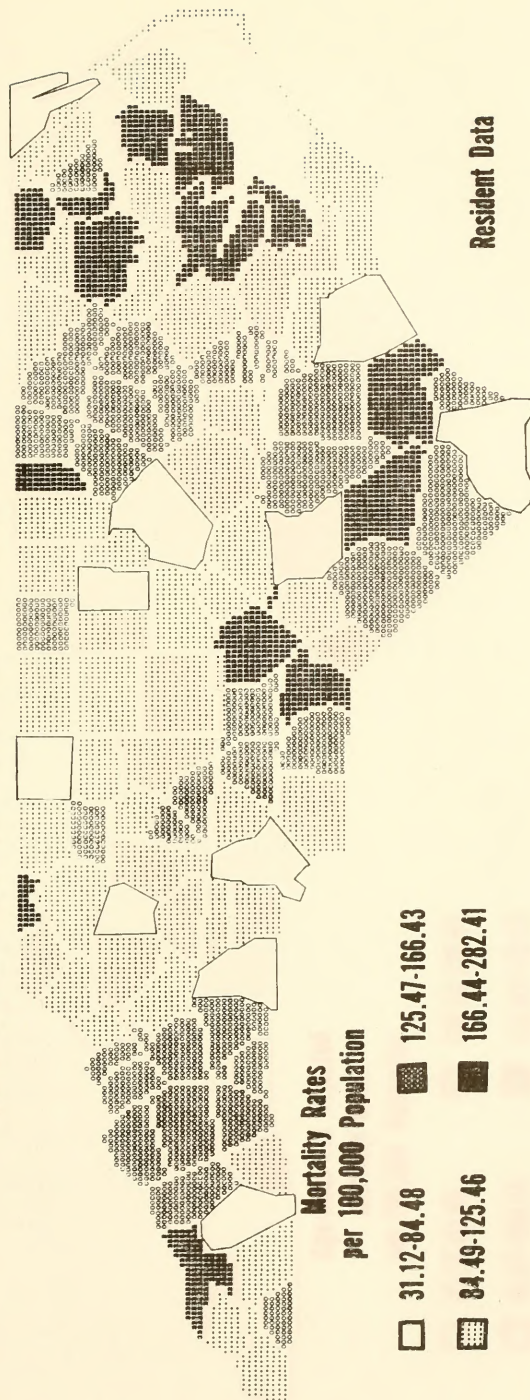 Mortality Rates
per 100,000 Population
31.12-84.48
125.47-166.43
84.49-125.46
166.44-282.41
Resident Data